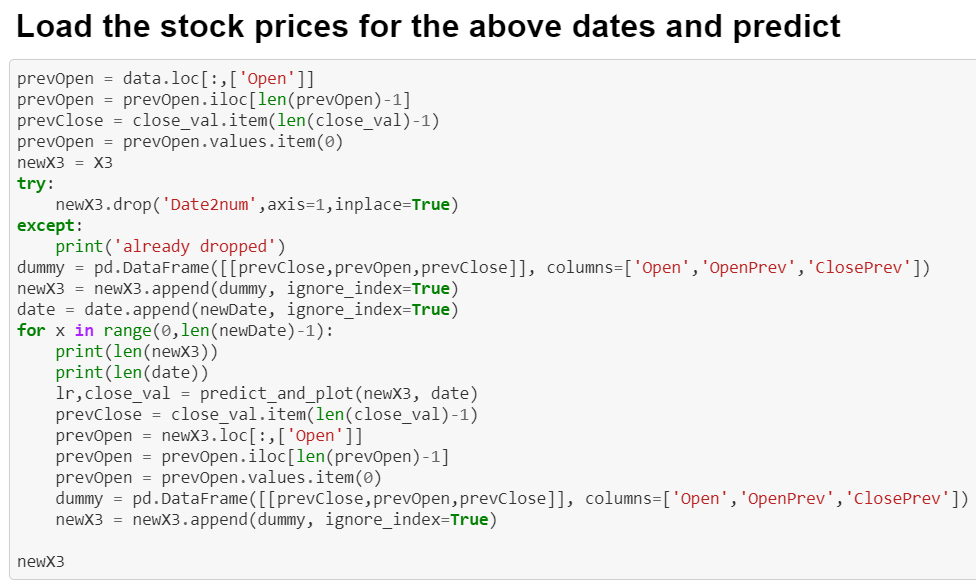 Load the stock prices for the above dates and predict
prevOpen = data.loc[:,['Open']]
prevOpen = prevOpen.iloc[len(prevOpen)-1]
prevClose = close_val.item(len(close_val)-1)
prevOpen = prevOpen.values.item(0)
newX3 = X3
try:
    newX3.drop('Date2num',axis=1,inplace=True)
except:
    print('already dropped')
dummy = pd.DataFrame([[prevClose,prevOpen,prevClose]], columns=['Open','OpenPrev','ClosePrev'])
newX3 = newX3.append(dummy, ignore_index=True)
date = date.append(newDate, ignore_index=True)
for x in range(0,len(newDate)-1):
    print(len(newX3))
    print(len(date))
    lr,close_val = predict_and_plot(newX3, date)
    prevClose = close_val.item(len(close_val)-1)
    prevOpen = newX3.loc[:,['Open']]
    prevOpen = prevOpen.iloc[len(prevOpen)-1]
    prevOpen = prevOpen.values.item(0)
    dummy = pd.DataFrame([[prevClose,prevOpen,prevClose]], columns=['Open','OpenPrev','ClosePrev'])
    newX3 = newX3.append(dummy, ignore_index=True)
newX3